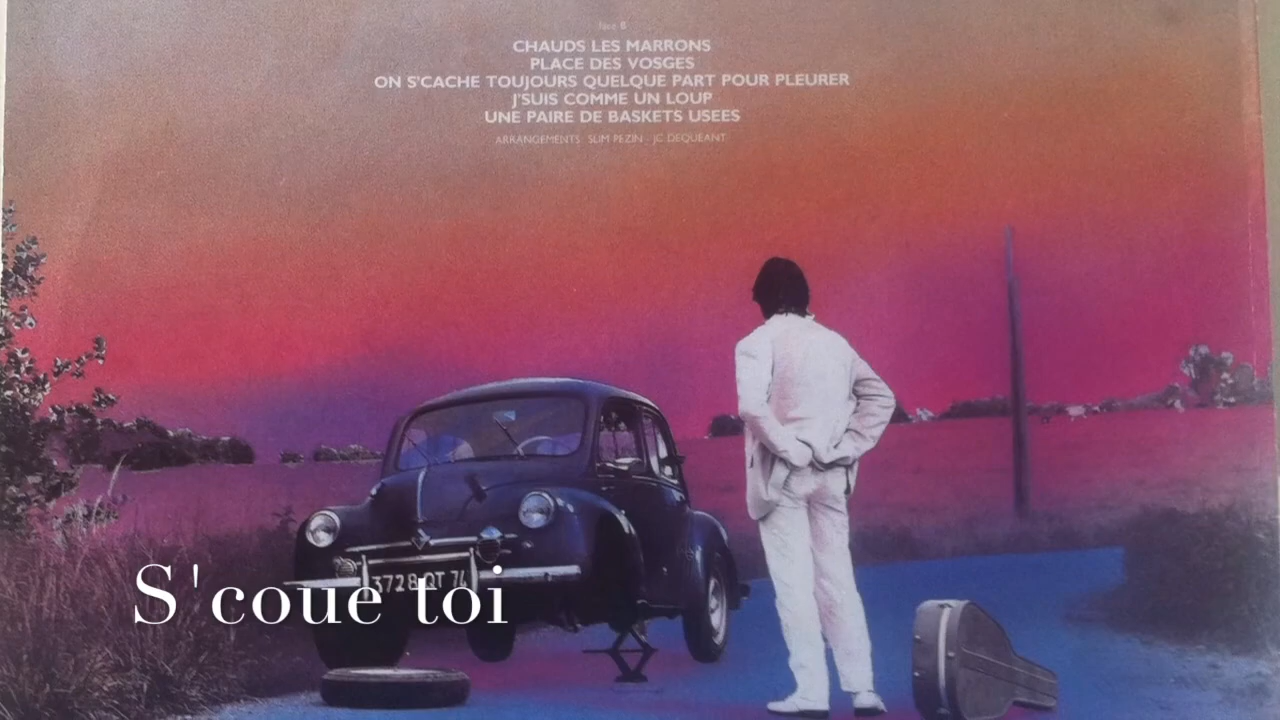 face B
CHAUDS LES MARRONS
PLACE DES VOSGES
ON S'CACHE TOUJOURS QUELQUE PART POUR PLEURER
J'SUIS COMME UN LOUP
UNE PAIRE DE BASKETS USEES
ARRANGEMENTS SLIM PEZIN - JC DEQUEANT
3728 QT 74
S'coue toi